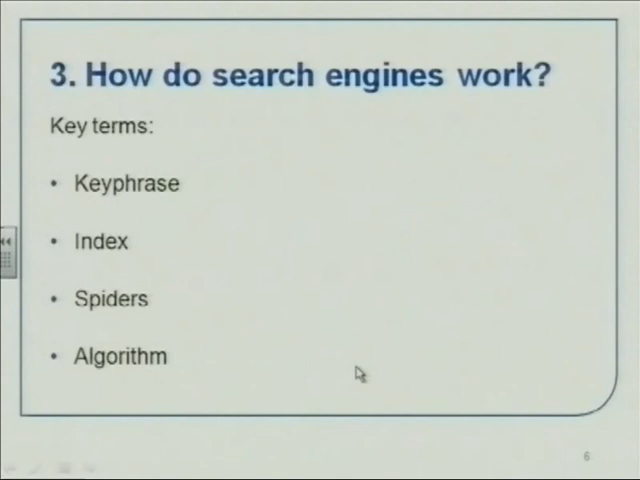 3. How do search engines work?
Key terms:
• Keyphrase
• Index
• Spiders
• Algorithm
6